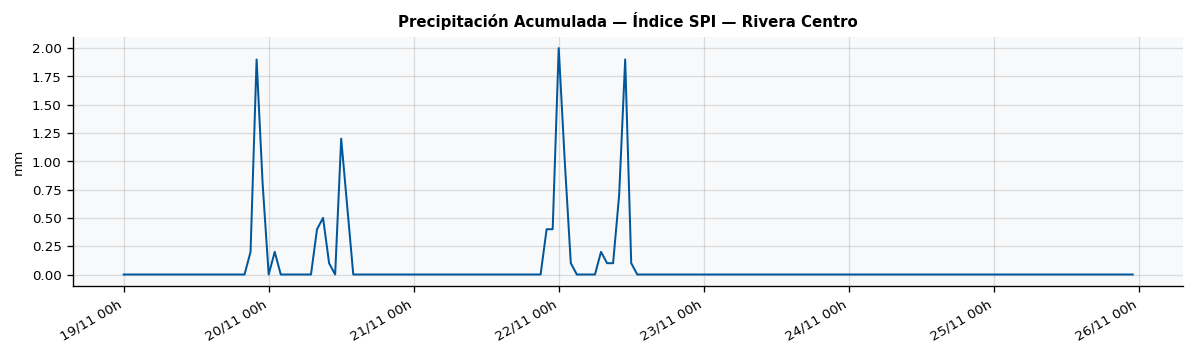 Precipitación Acumulada — Índice SPI — Rivera Centro
mm
2.00
1.75
1.50
1.25
1.00
0.75
0.50
0.25
0.00
19/11 00h
20/11 00h
21/11 00h
22/11 00h
23/11 00h
24/11 00h
25/11 00h
26/11 00h